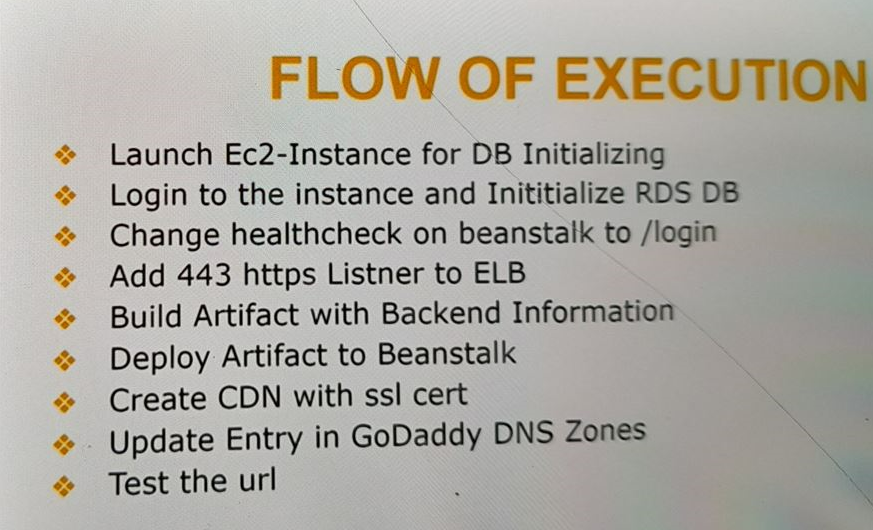 FLOW OF EXECUTION
Launch Ec2-Instance for DB Initializing
Login to the instance and Inititialize RDS DB
Change healthcheck on beanstalk to /login
Add 443 https Listner to ELB
Build Artifact with Backend Information
Deploy Artifact to Beanstalk
Create CDN with ssl cert
Update Entry in GoDaddy DNS Zones
Test the url